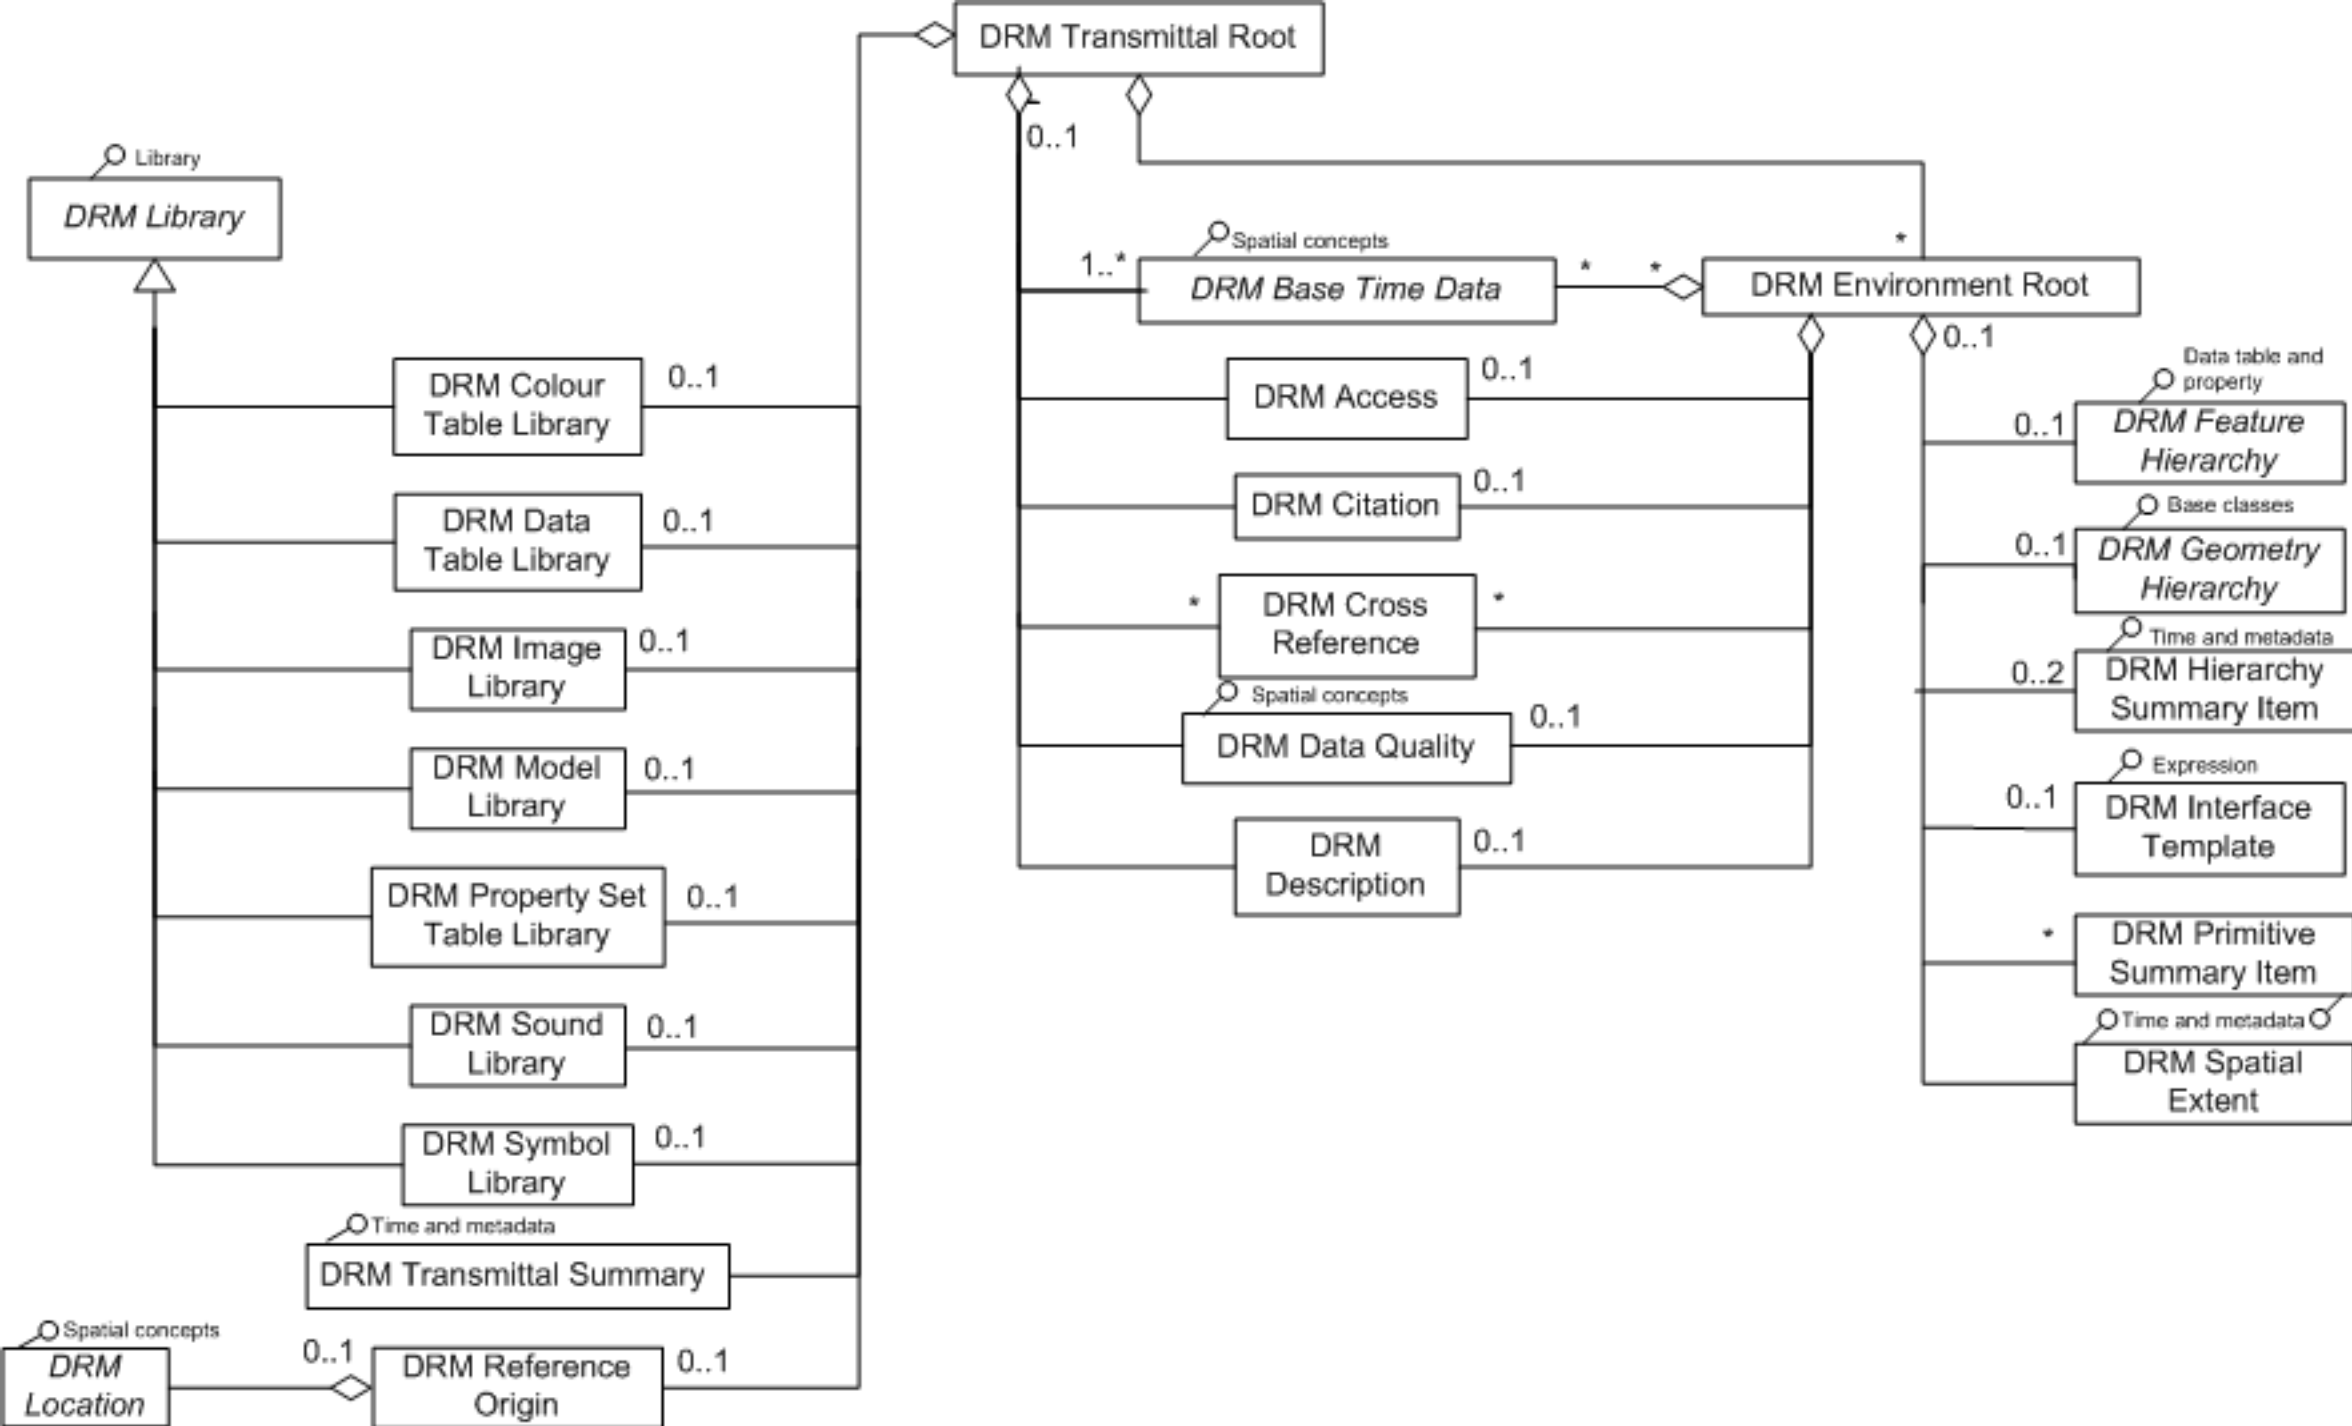 DRM Transmittal Root
0..1
Library
DRM Library
Spatial concepts
1..*
DRM Base Time Data
*
*
*
DRM Environment Root
0..1
DRM Colour
Table Library
0..1
DRM Data
Table Library
0..1
DRM Image
Library
0..1
DRM Model
Library
0..1
DRM Property Set
Table Library
0..1
DRM Sound
Library
0..1
DRM Symbol
Library
0..1
Time and metadata
DRM Transmittal Summary
Spatial concepts
DRM
Location
0..1
DRM Reference
Origin
0..1
DRM Access
0..1
DRM Citation
0..1
*
DRM Cross
Reference
*
Spatial concepts
DRM Data Quality
0..1
DRM
Description
0..1
Data table and
property
0..1
DRM Feature
Hierarchy
Base classes
0..1
DRM Geometry
Hierarchy
Time and metadata
0..2
DRM Hierarchy
Summary Item
Expression
0..1
DRM Interface
Template
*
DRM Primitive
Summary Item
Time and metadata
DRM Spatial
Extent